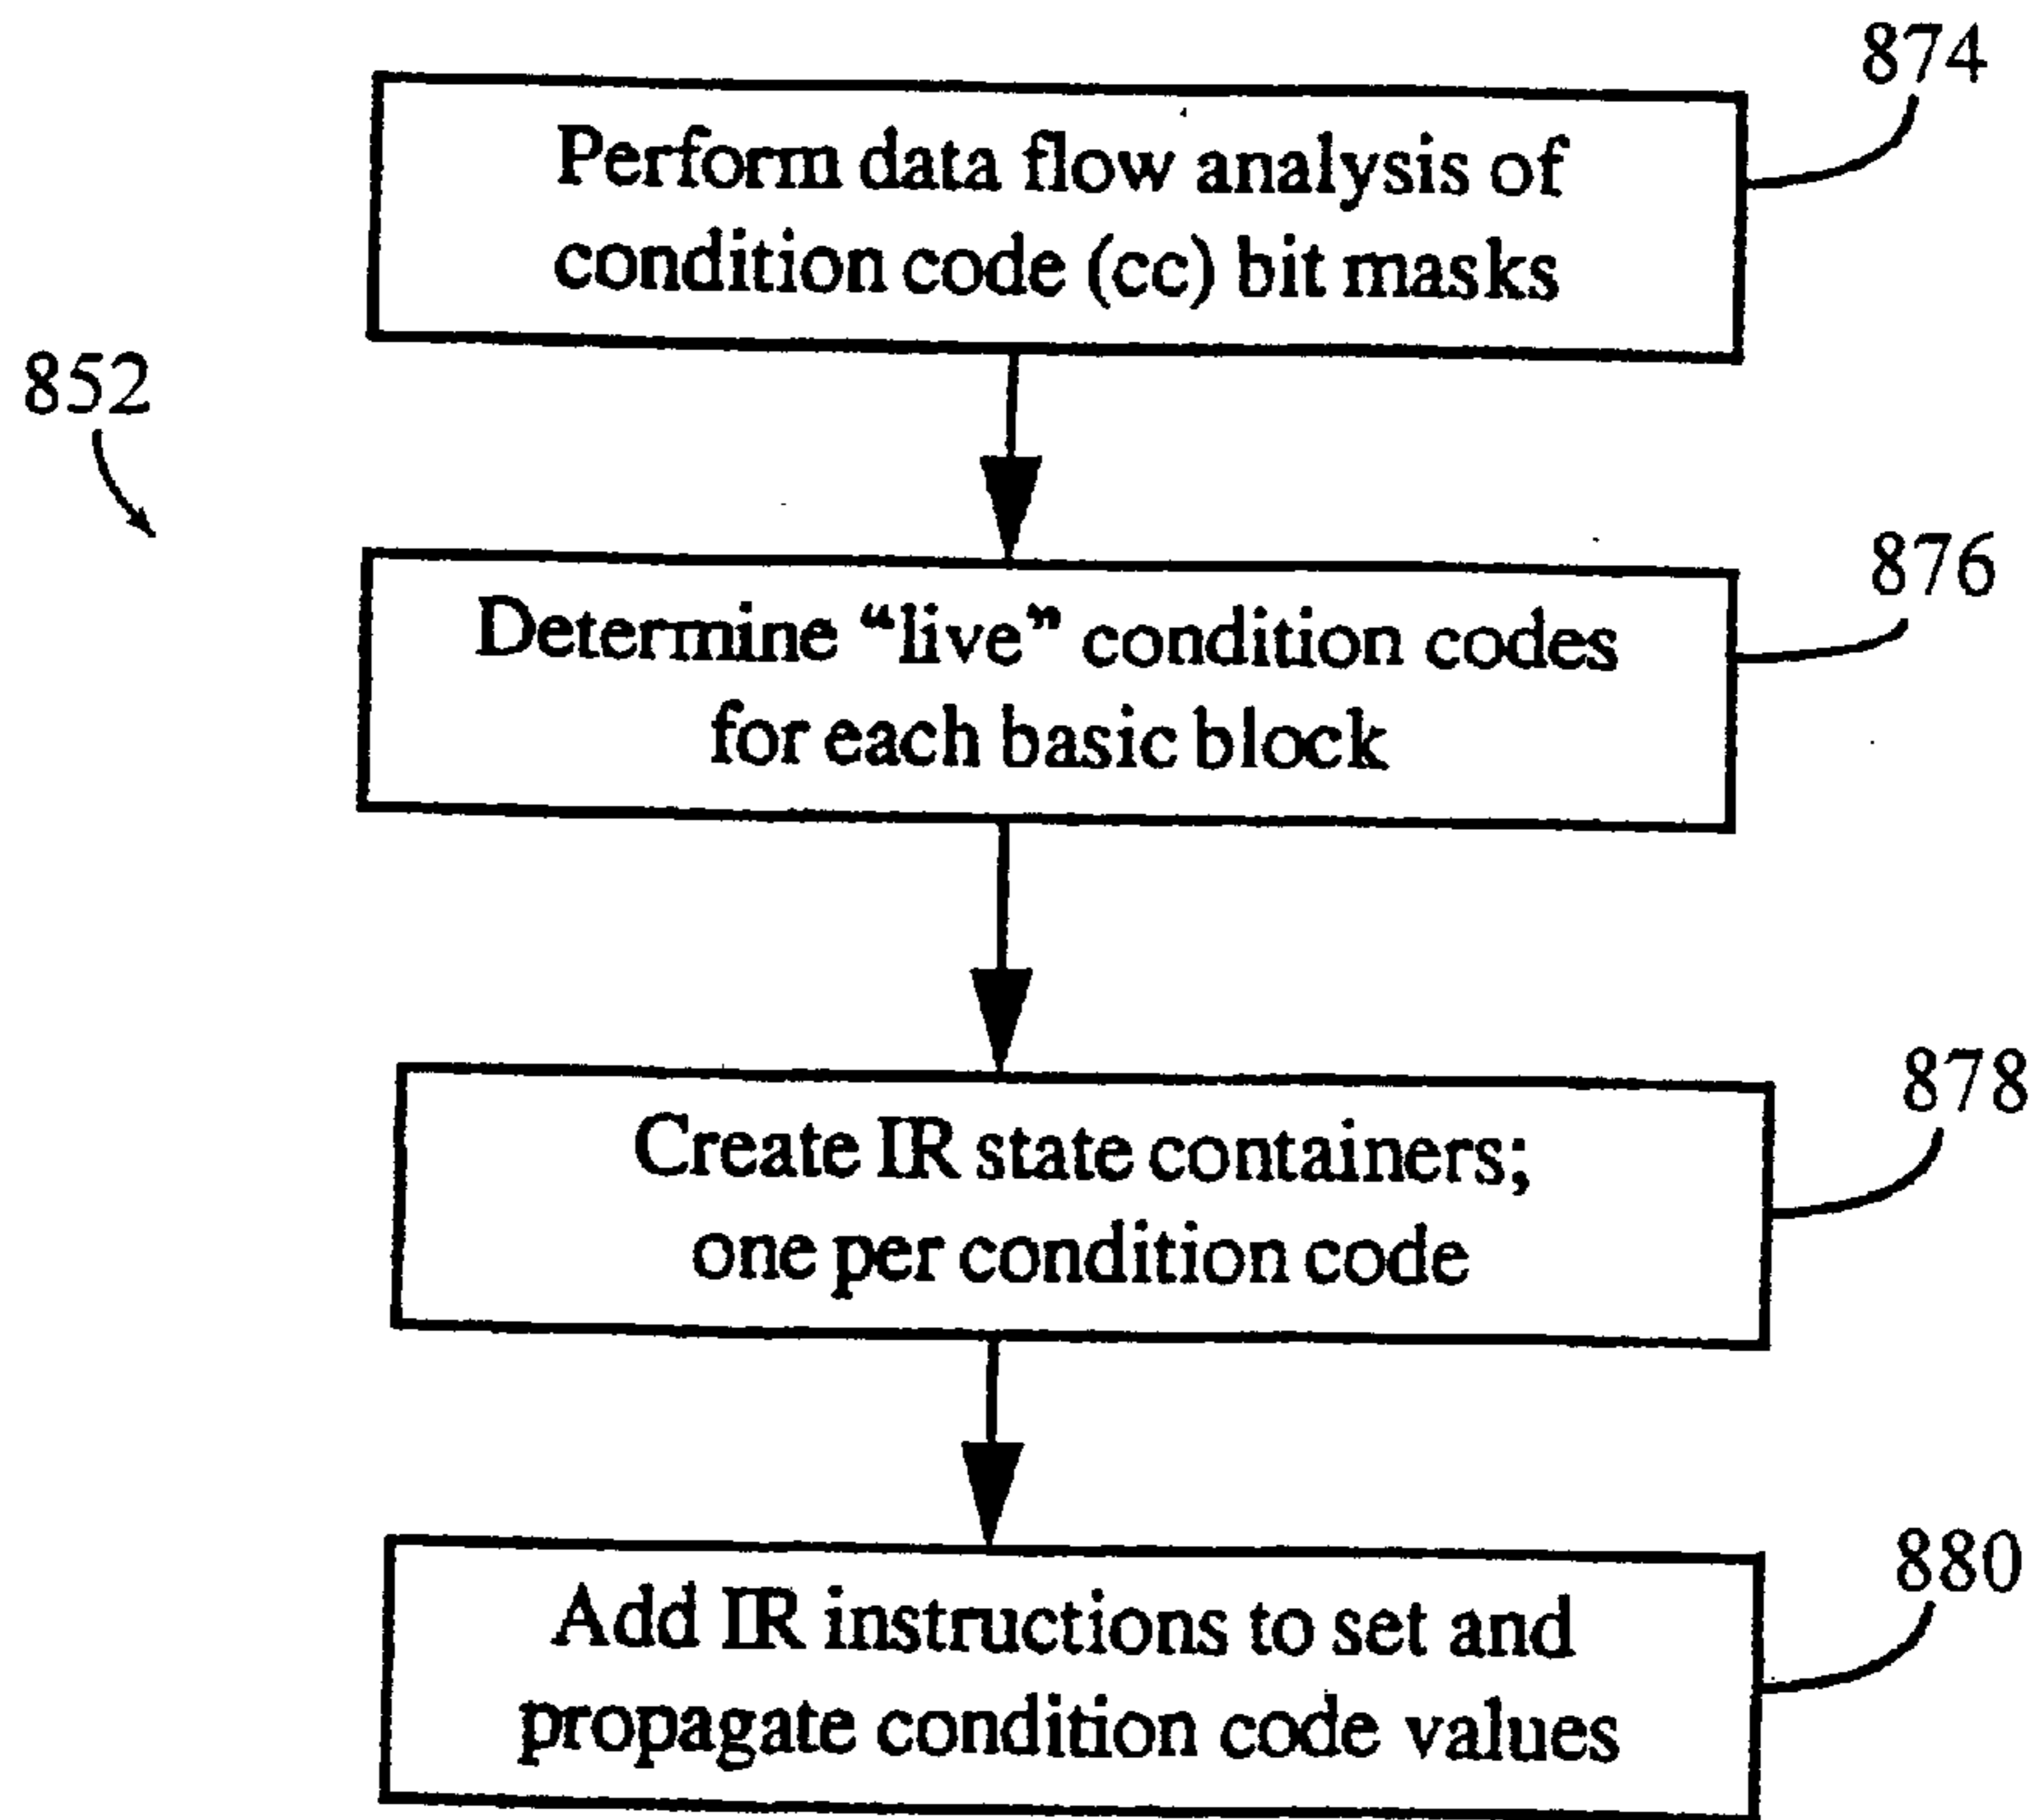 874
Perform data flow analysis of
condition code (cc) bit masks
852
876
Determine “live” condition codes
for each basic block
878
Create IR state containers;
one per condition code
880
Add IR instructions to set and
propagate condition code values